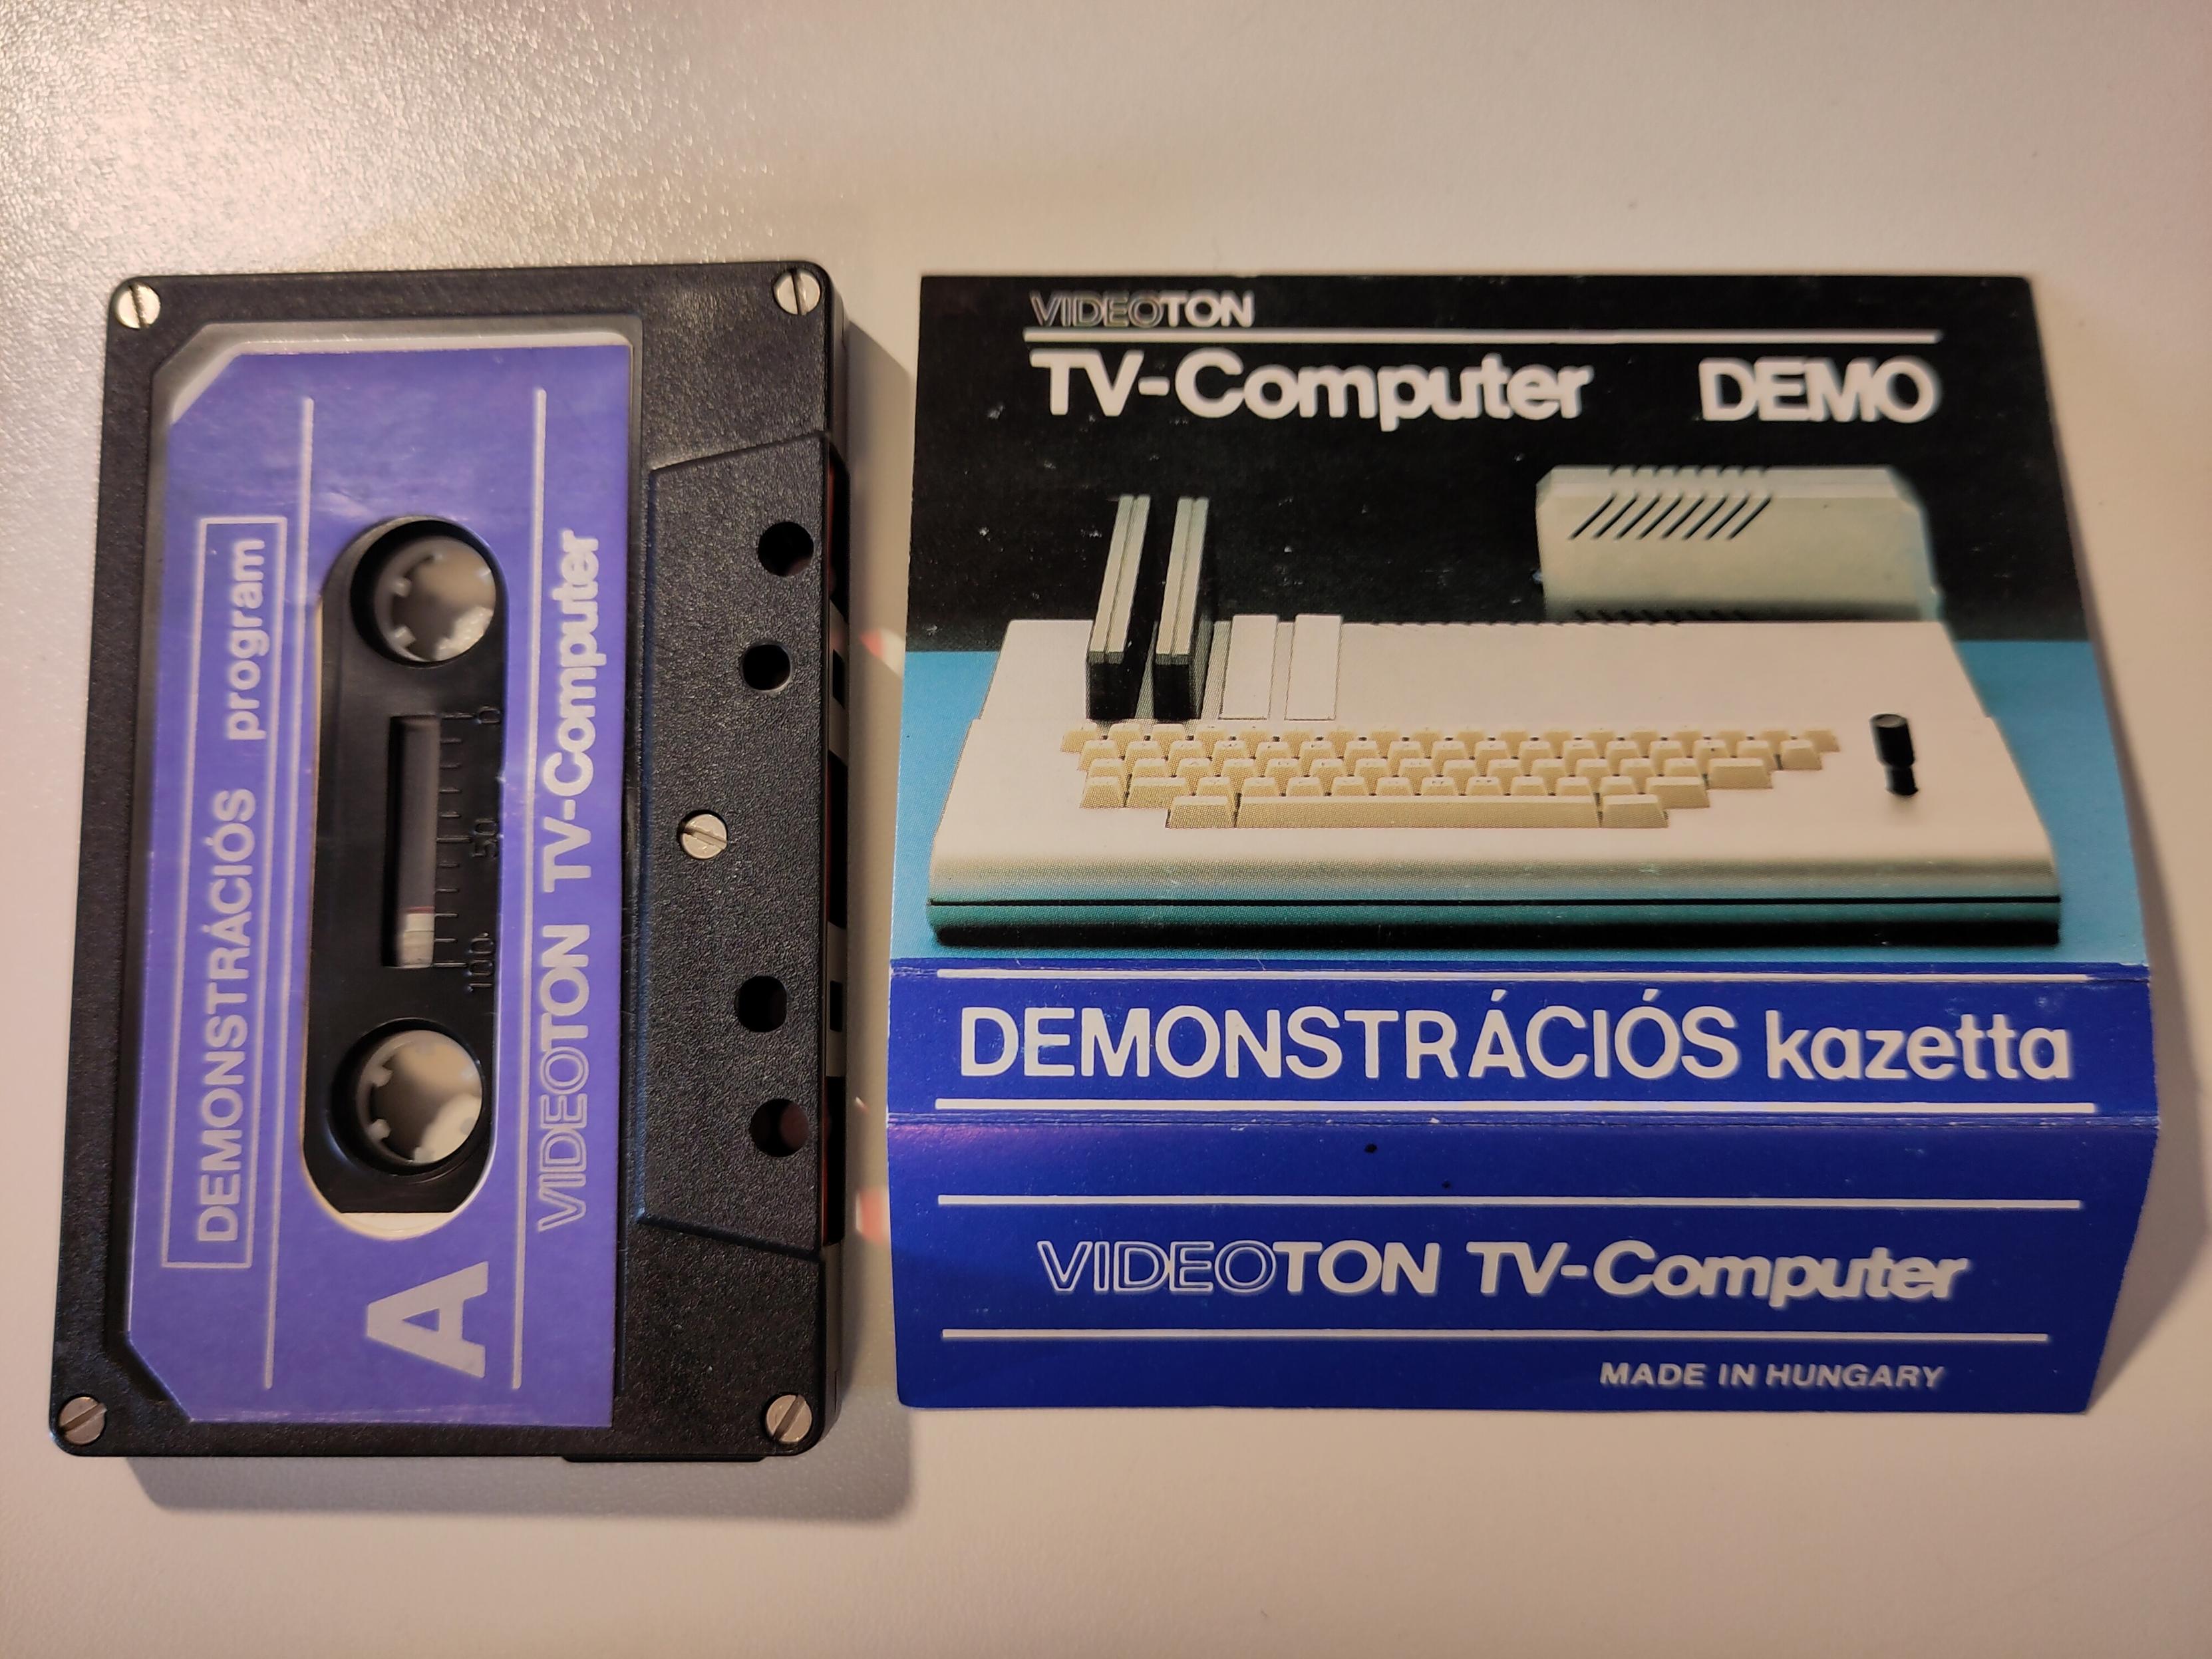 DEMONSTRÁCIÓS program
0 50 100
VIDEOTON TV-Computer
A
VIDEOTON
TV-Computer DEMO
DEMONSTRÁCIÓS kazetta
VIDEOTON TV-Computer
MADE IN HUNGARY